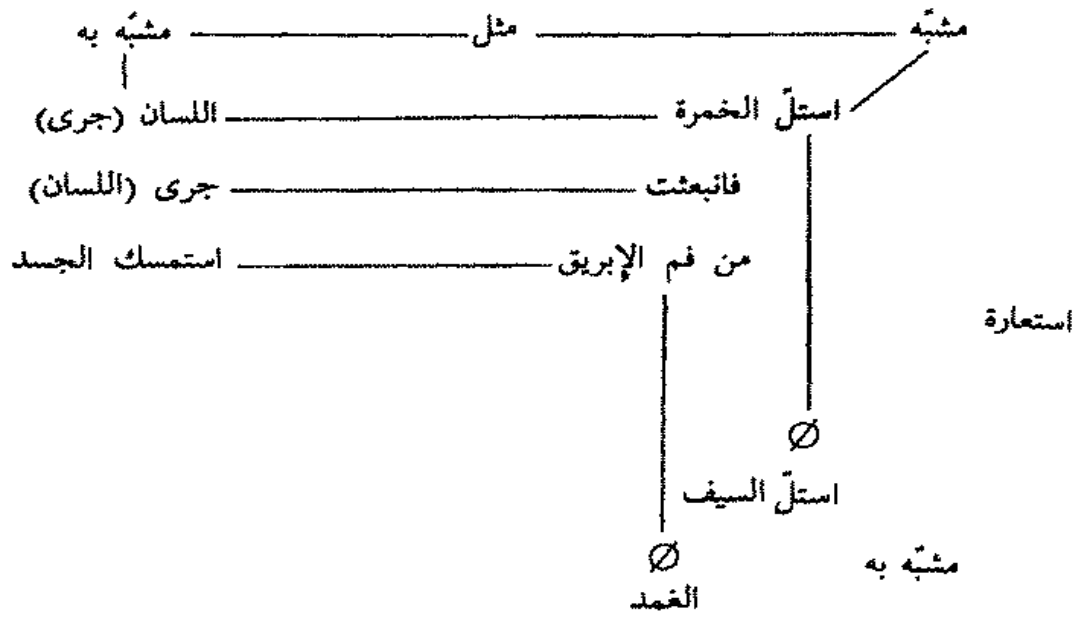 مشبّه مثل مشبّه به
استلّ الخمرة اللسان (جرى)
فانبعثت جرى (اللسان)
من فم الإبريق استمسك الجسد
استعارة
∅
استلّ السيف
∅ مشبّه به
الغمد